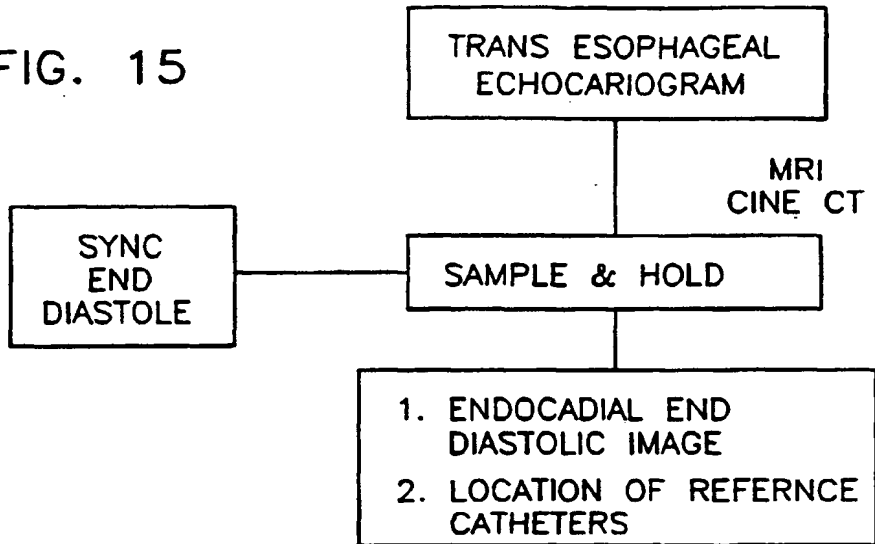 FIG. 15
TRANS ESOPHAGEAL
ECHOCARIOGRAM
MRI
CINE CT
SYNC
END
DIASTOLE
SAMPLE & HOLD
1. ENDOCADIAL END
DIASTOLIC IMAGE
2. LOCATION OF REFERNCE
CATHETERS